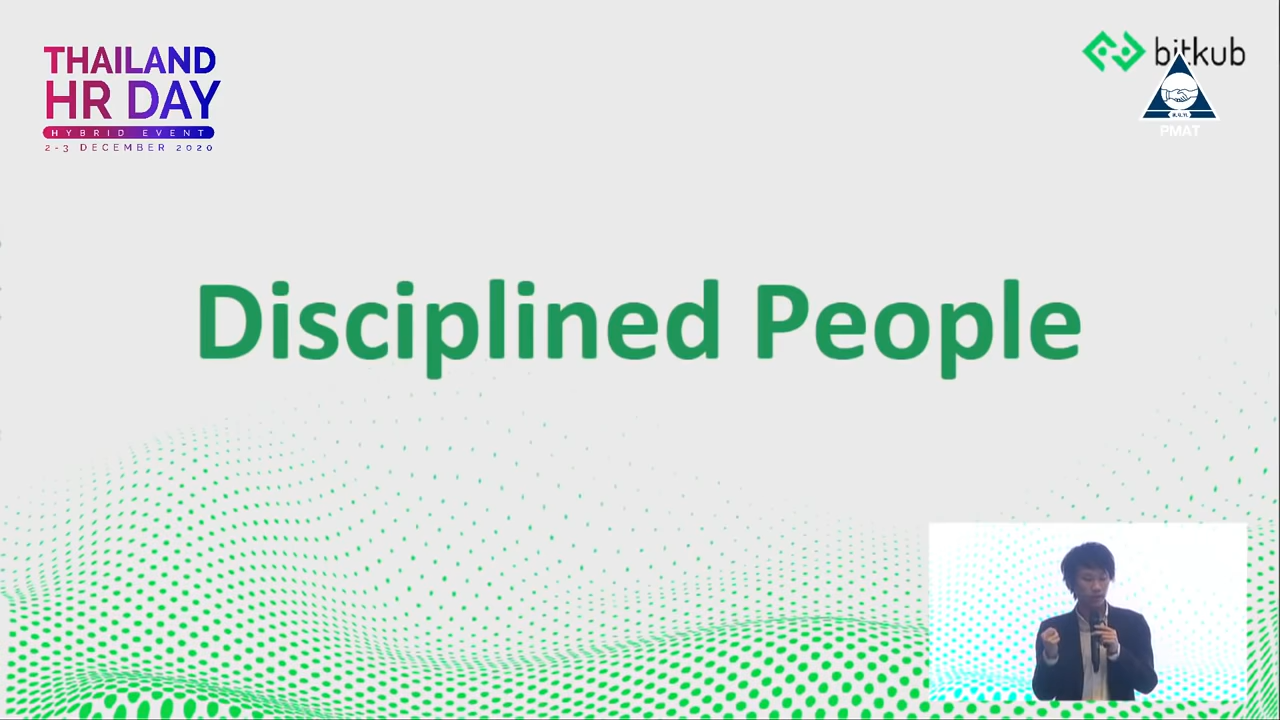 THAILAND
HR DAY
HYBRID EVENT
2-3 DECEMBER 2020
bitkub
PMAT
Disciplined People